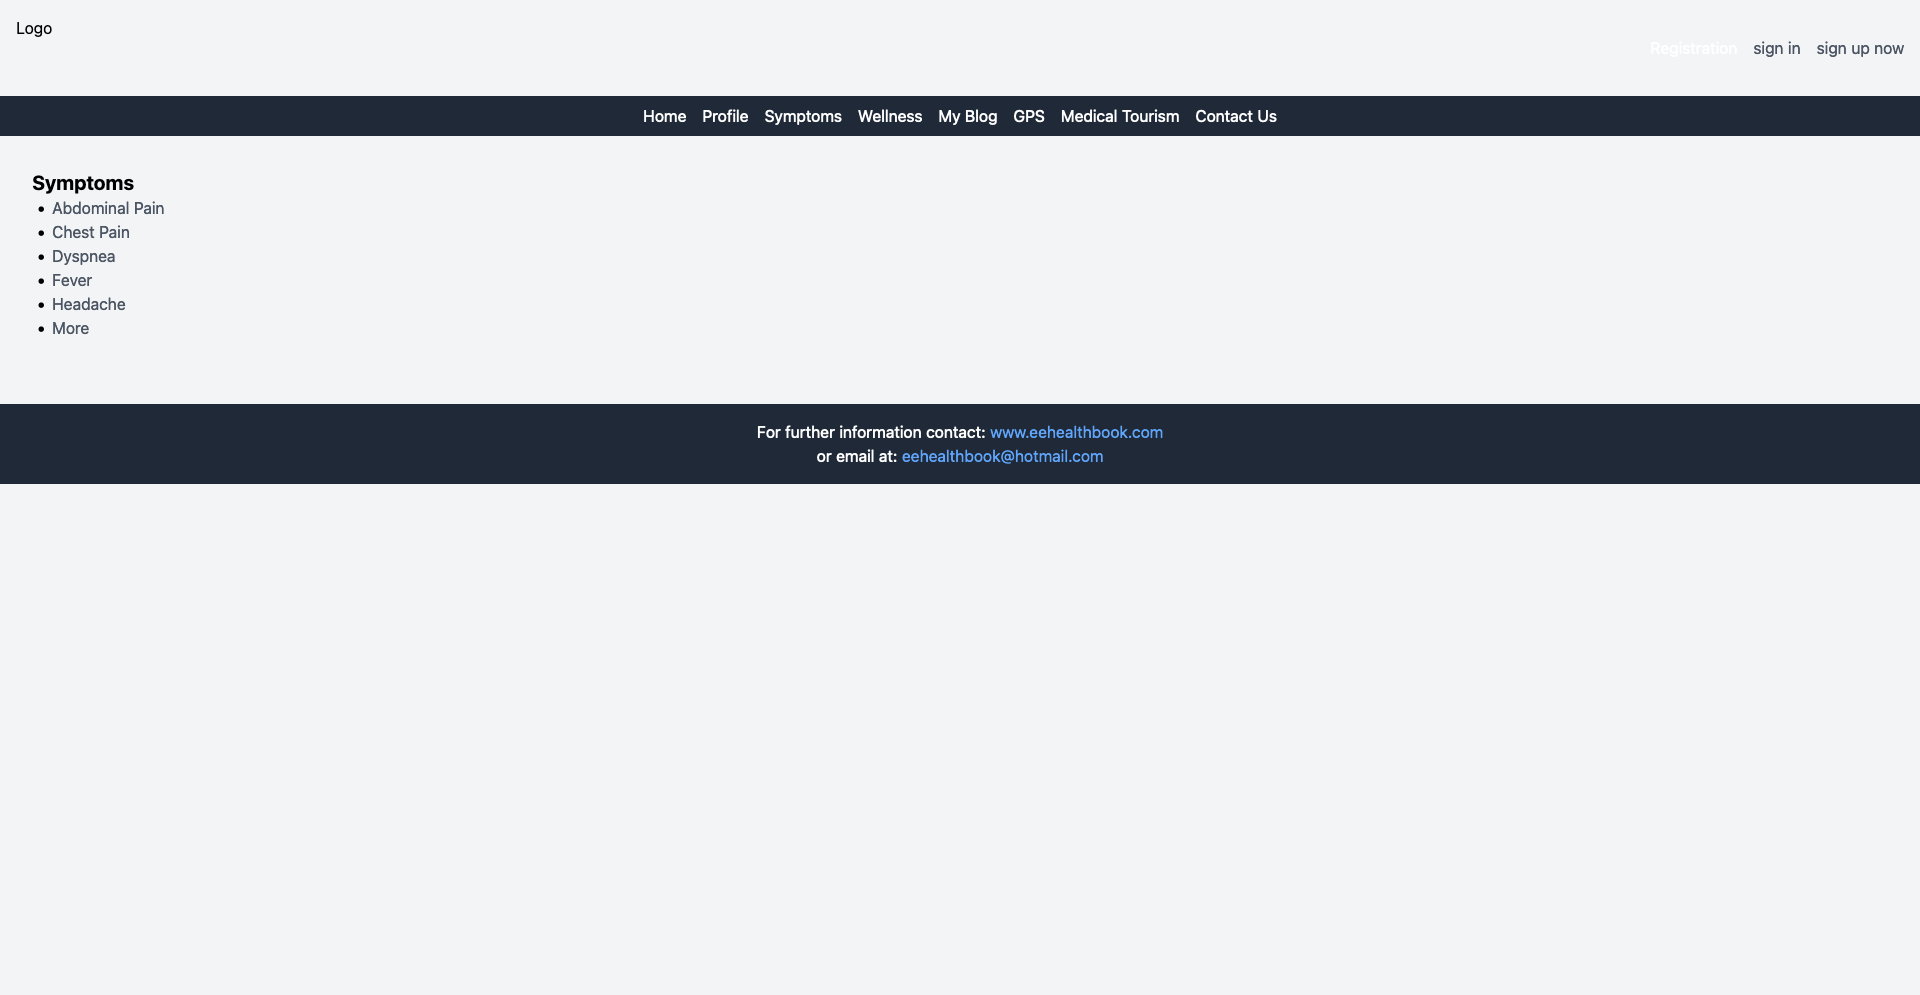 Logo
Registration sign in sign up now
Home Profile Symptoms Wellness My Blog GPS Medical Tourism Contact Us
Symptoms
• Abdominal Pain
• Chest Pain
• Dyspnea
• Fever
• Headache
• More
For further information contact: www.eehealthbook.com
or email at: eehealthbook@hotmail.com